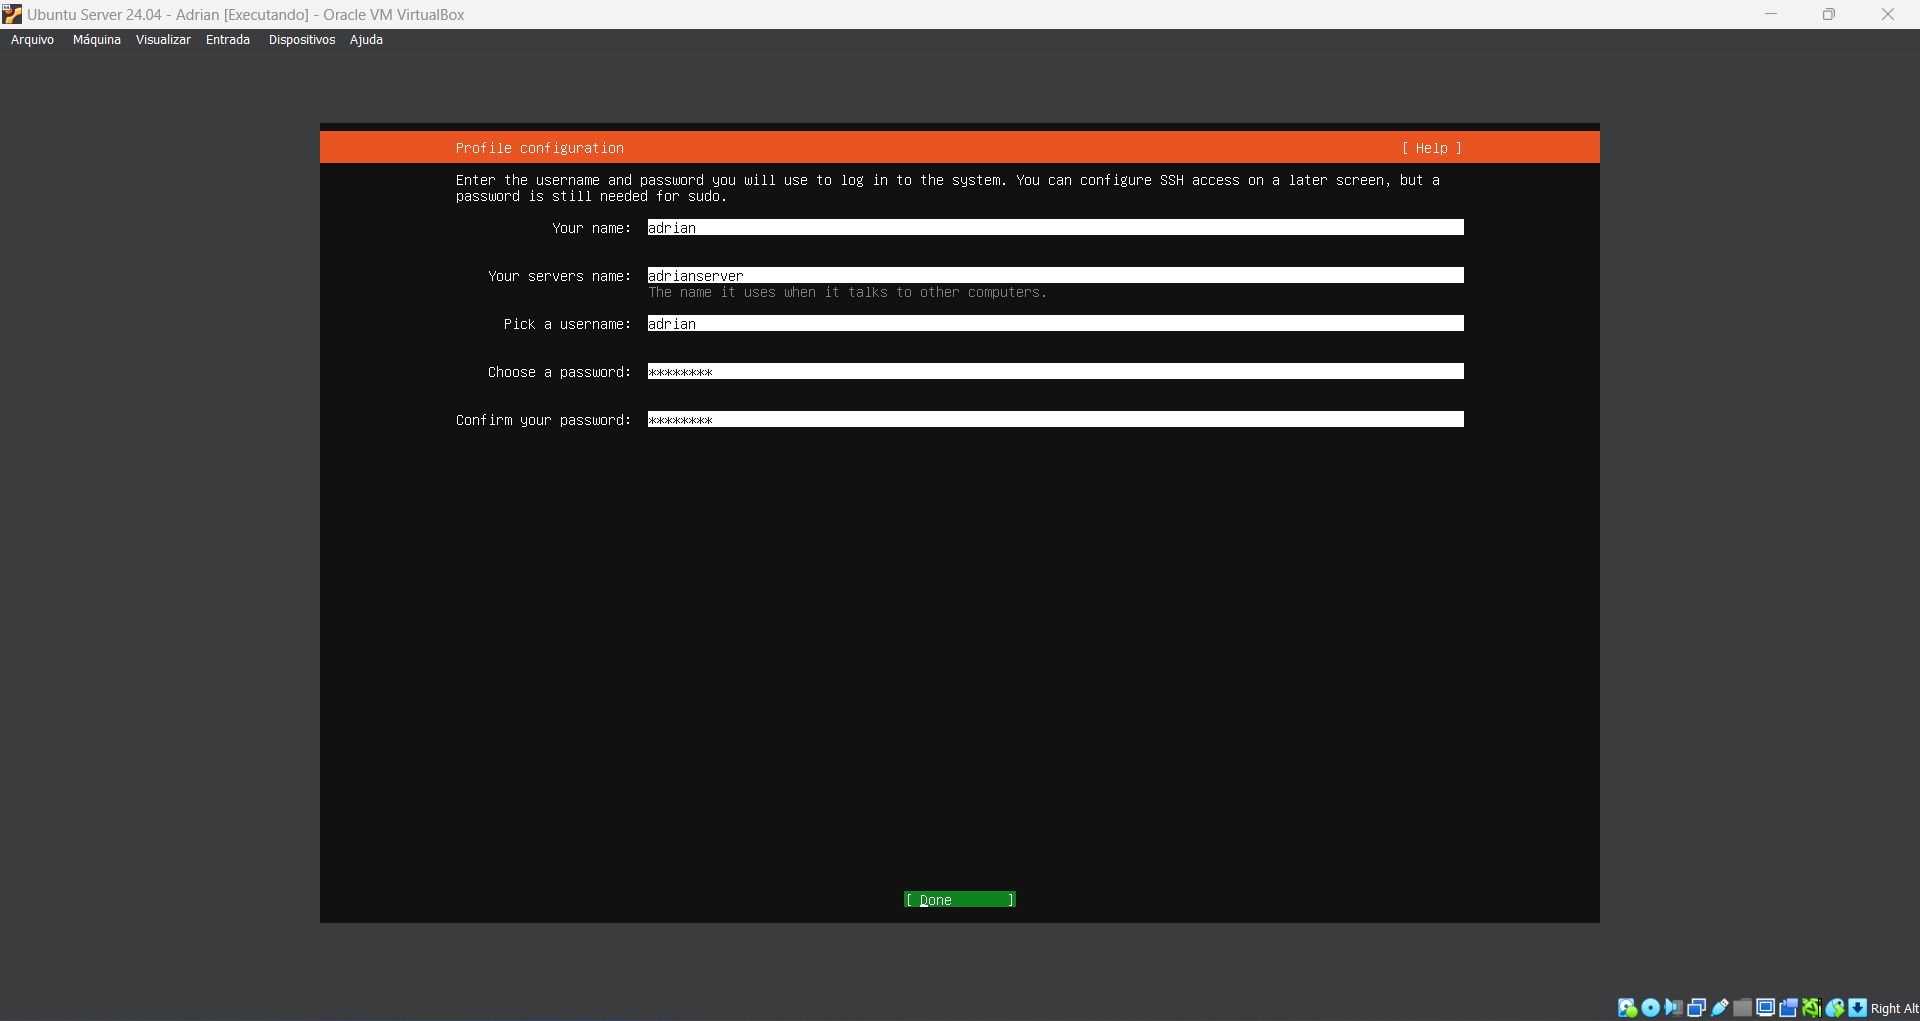 Ubuntu Server 24.04 - Adrian [Executando] - Oracle VM VirtualBox
Arquivo Máquina Visualizar Entrada Dispositivos Ajuda
Profile configuration [ Help ]
Enter the username and password you will use to log in to the system. You can configure SSH access on a later screen, but a
password is still needed for sudo.
Your name: adrian
Your servers name: adrianserver
The name it uses when it talks to other computers.
Pick a username: adrian
Choose a password: ********
Confirm your password: ********
[ Done ]
Right Alt